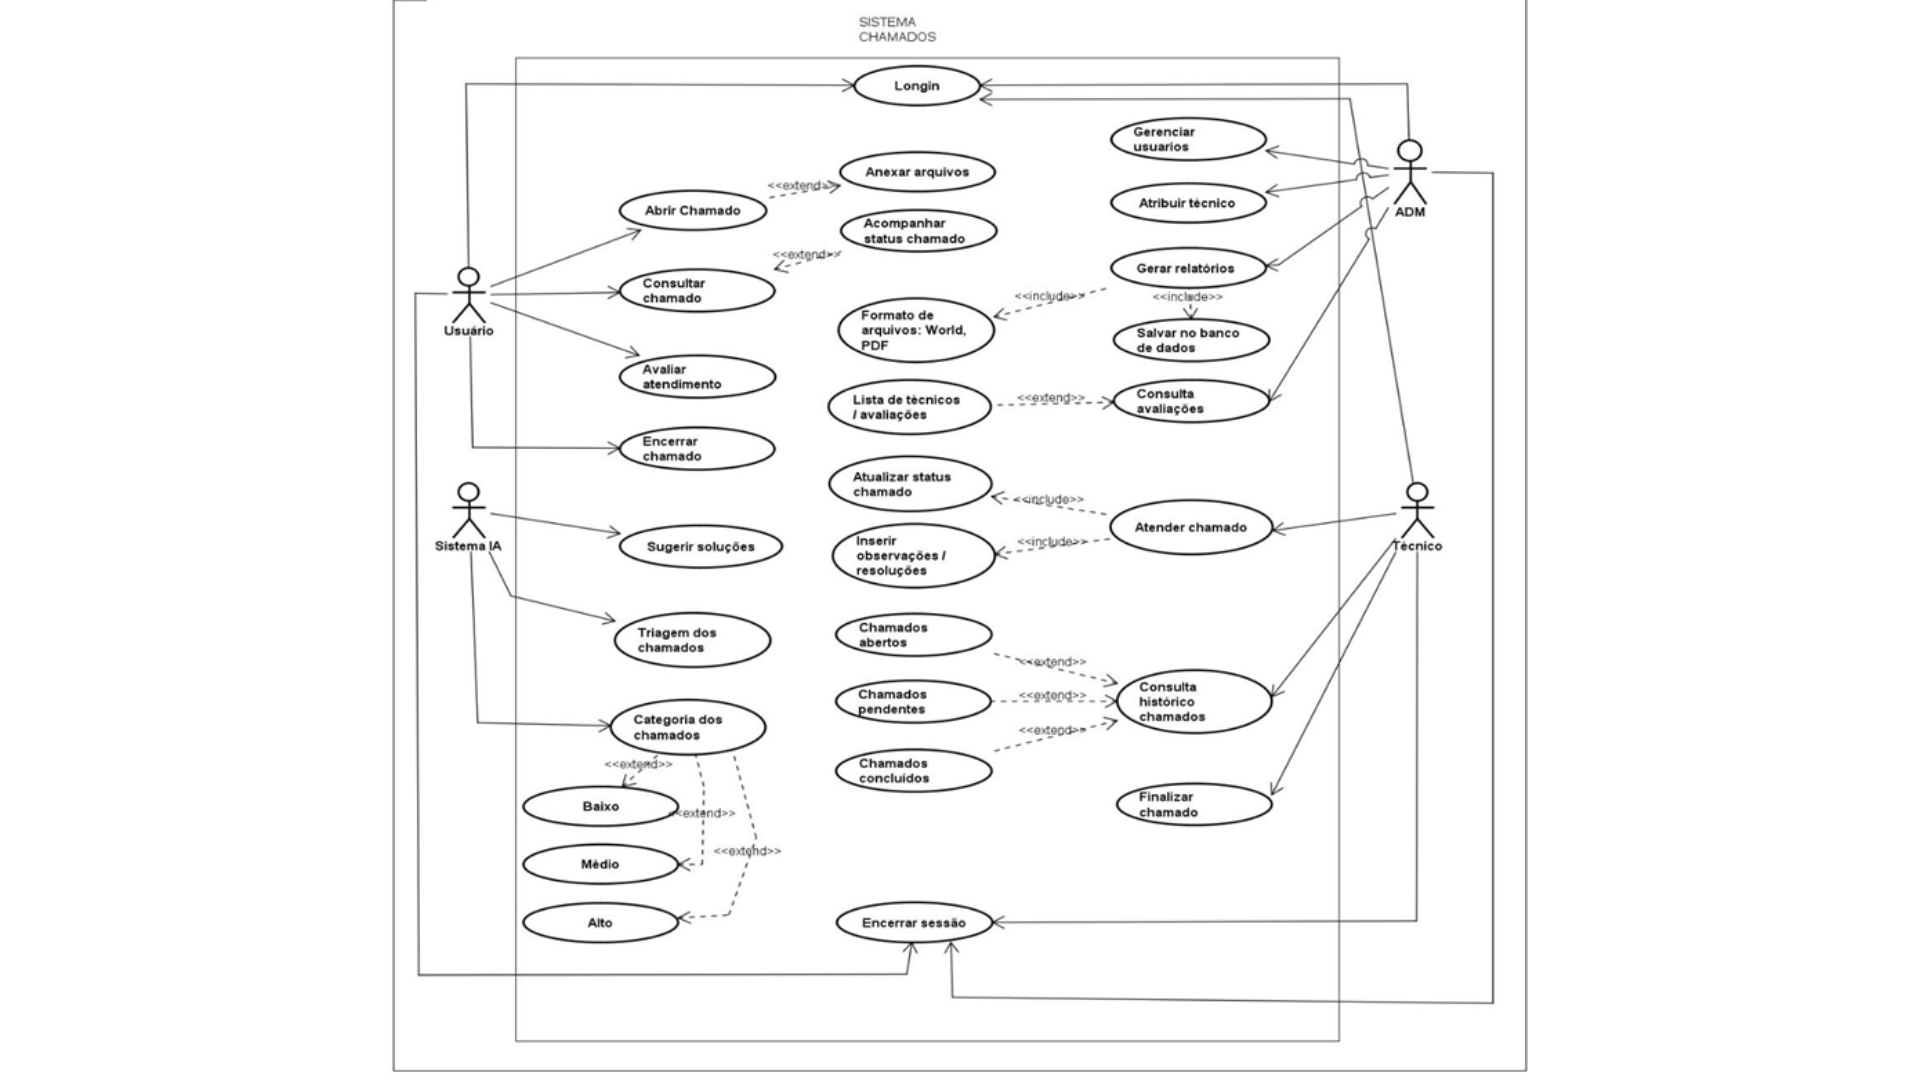 SISTEMA
CHAMADOS
Longin
Gerenciar
usuarios
Anexar arquivos
<<extend>>
Abrir Chamado
Atribuir técnico
ADM
Acompanhar
status chamado
<<extend>>
Consultar
chamado
Gerar relatórios
<<include>>
<<include>>
Usuário
Formato de
arquivos: World,
PDF
Salvar no banco
de dados
Avaliar
atendimento
Lista de técnicos
/ avaliações
<<extend>>
Consulta
avaliações
Encerrar
chamado
Atualizar status
chamado
<<include>>
Atender chamado
Sistema IA
Sugerir soluções
Inserir
observações /
resoluções
<<include>>
Técnico
Triagem dos
chamados
Chamados
abertos
<<extend>>
Chamados
pendentes
<<extend>>
Consulta
histórico
chamados
Categoria dos
chamados
<<extend>>
Chamados
concluídos
<<extend>>
Baixo
<<extend>>
Finalizar
chamado
Médio
<<extend>>
Alto
Encerrar sessão